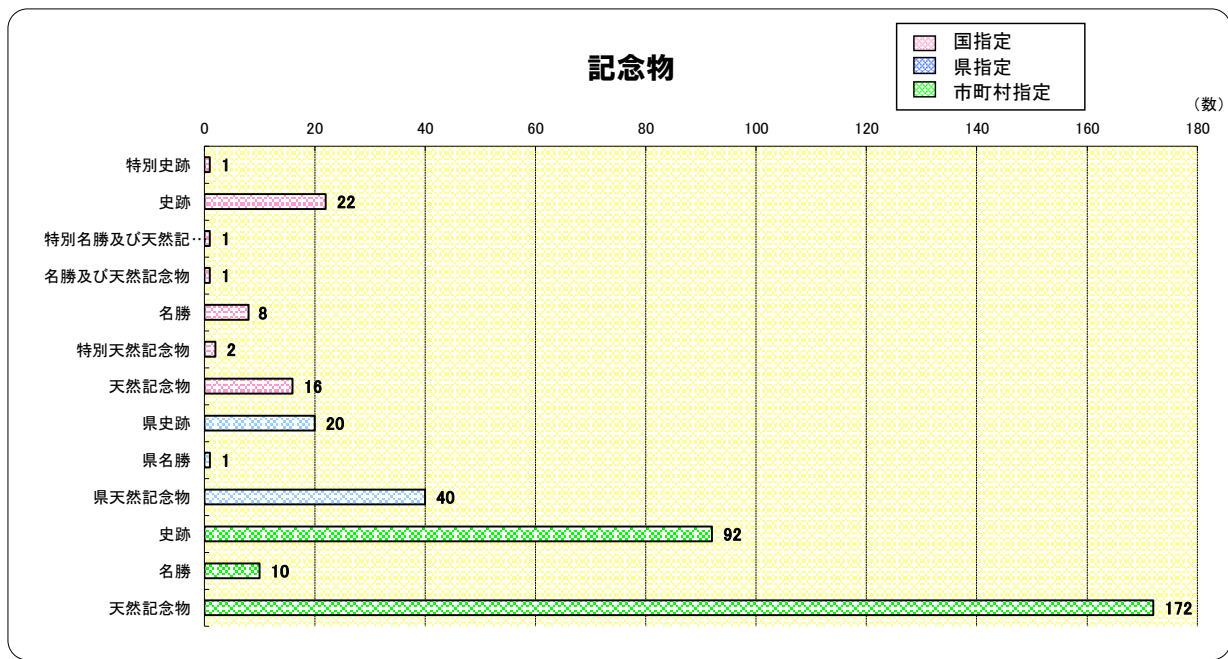 国指定
県指定
市町村指定
記念物
(数)
0 20 40 60 80 100 120 140 160 180
特別史跡 1
史跡 22
特別名勝及び天然記… 1
名勝及び天然記念物 1
名勝 8
特別天然記念物 2
天然記念物 16
県史跡 20
県名勝 1
県天然記念物 40
史跡 92
名勝 10
天然記念物 172